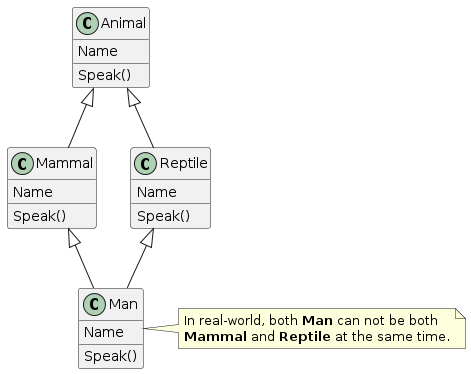 C Animal
Name
Speak()
C Mammal
Name
Speak()
C Reptile
Name
Speak()
C Man
Name
Speak()
In real-world, both Man can not be both
Mammal and Reptile at the same time.